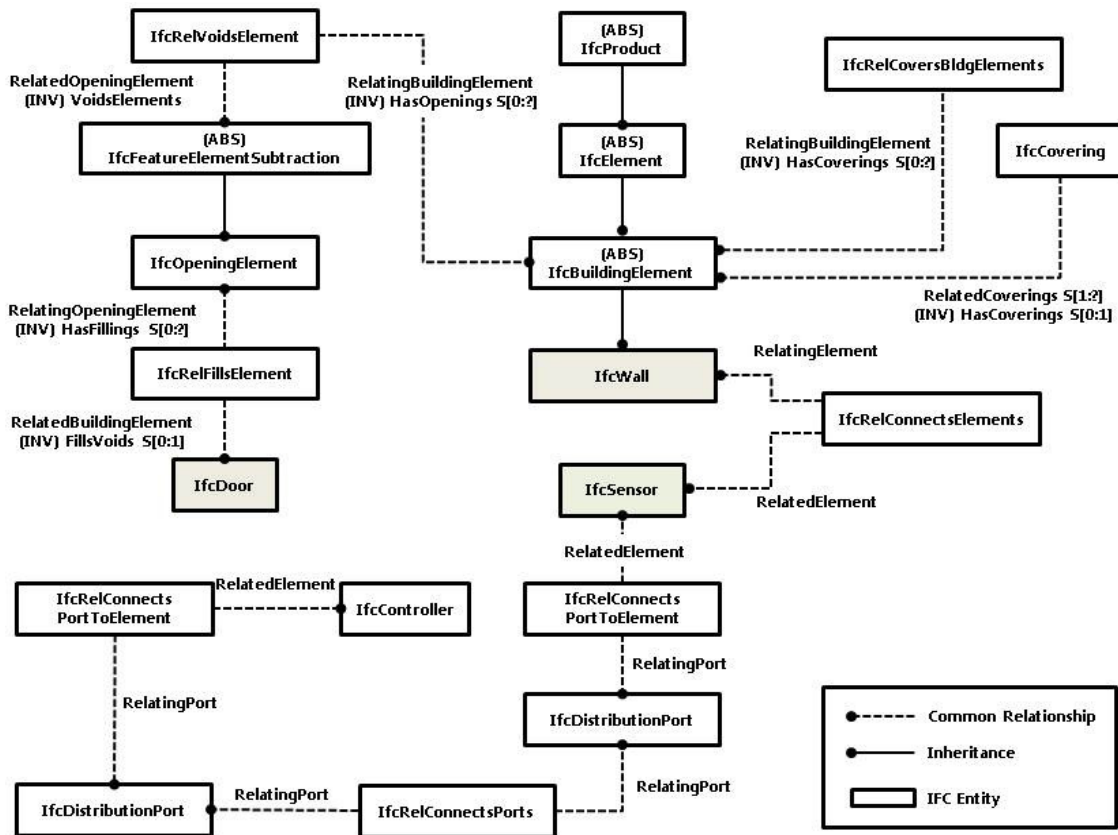 IfcRelVoidsElement
RelatedOpeningElement
(INV) VoidsElements
(ABS)
IfcFeatureElementSubtraction
IfcOpeningElement
RelatingOpeningElement
(INV) HasFillings S[0:?]
IfcRelFillsElement
RelatedBuildingElement
(INV) FillsVoids S[0:1]
IfcDoor
RelatingBuildingElement
(INV) HasOpenings S[0:?]
(ABS)
IfcProduct
(ABS)
IfcElement
(ABS)
IfcBuildingElement
IfcWall
IfcRelCoversBldgElements
RelatingBuildingElement
(INV) HasCoverings S[0:?]
IfcCovering
RelatedCoverings S[1:?]
(INV) HasCoverings S[0:1]
RelatingElement
IfcRelConnectsElements
RelatedElement
IfcSensor
RelatedElement
IfcRelConnects
PortToElement
RelatingPort
IfcDistributionPort
RelatingPort
IfcRelConnects
PortToElement
RelatedElement
IfcController
RelatingPort
IfcDistributionPort
RelatingPort
IfcRelConnectsPorts
Common Relationship
Inheritance
IFC Entity